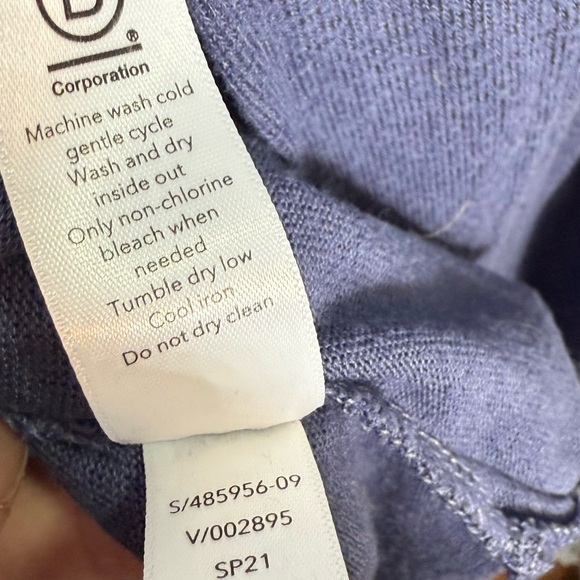 B
®
Corporation
Machine wash cold
gentle cycle
Wash and dry
inside out
Only non-chlorine
bleach when
needed
Tumble dry low
Cool iron
Do not dry clean
S/485956-09
V/002895
SP21